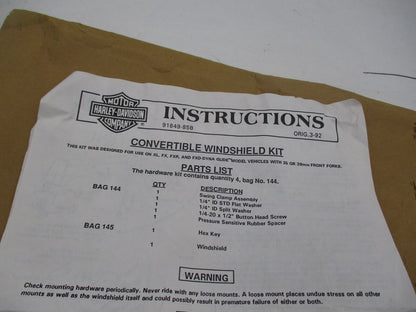 MOTOR
HARLEY-DAVIDSON
COMPANY
®
INSTRUCTIONS
91849-85B
ORIG.3-92
CONVERTIBLE WINDSHIELD KIT
THIS KIT WAS DESIGNED FOR USE ON XL, FX, FXR, AND FXD-DYNA GLIDE™ MODEL VEHICLES WITH 35 OR 39mm FRONT FORKS.
PARTS LIST
The hardware kit contains quantity 4, bag No. 144.
QTY DESCRIPTION
BAG 144 1 Swing Clamp Assembly
1 1/4" ID STD Flat Washer
1 1/4" ID Split Washer
1 1/4-20 x 1/2" Button Head Screw
1 Pressure Sensitive Rubber Spacer
BAG 145
1 Hex Key
1 Windshield
WARNING
Check mounting hardware periodically. Never ride with any loose mounts. A loose mount places undue stress on all other
mounts as well as the windshield itself and could possibly result in premature failure of either or both.